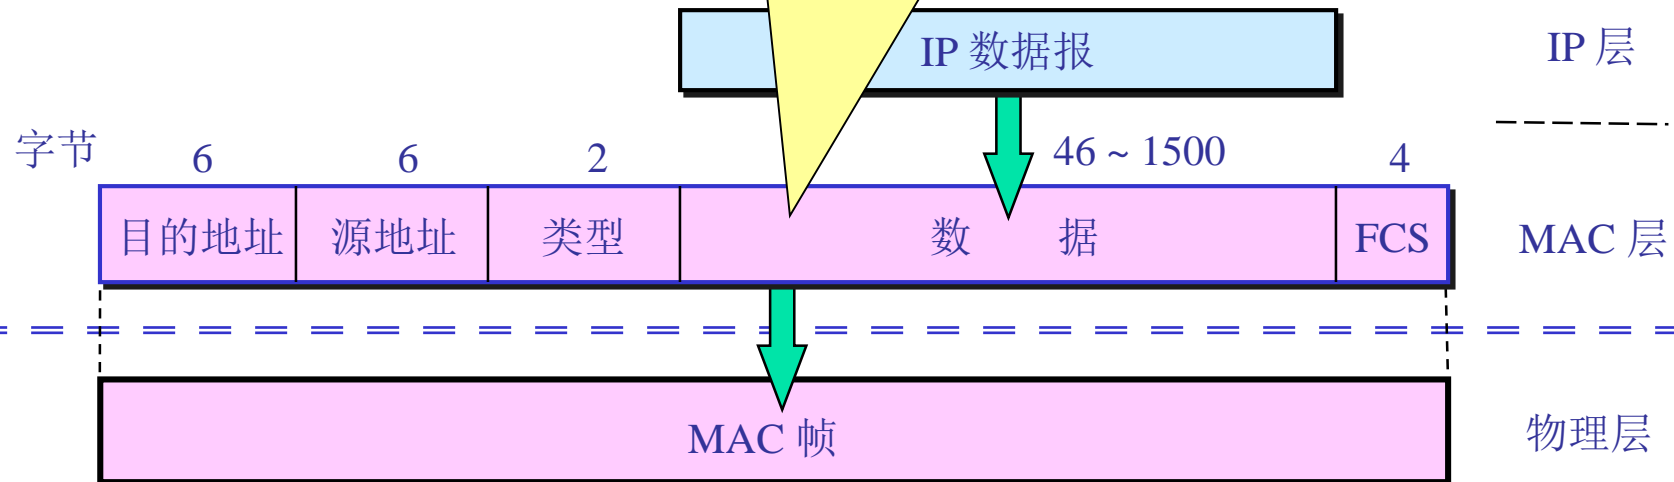 IP 数据报
IP 层
字节
6
6
2
46 ~ 1500
4
目的地址
源地址
类型
数 据
FCS
MAC 层
MAC 帧
物理层